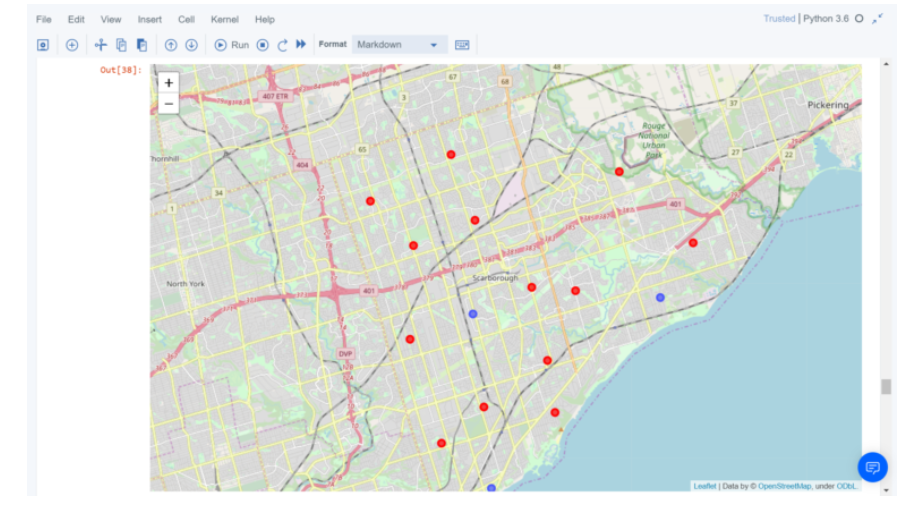 File Edit View Insert Cell Kernel Help Trusted | Python 3.6
Run Format Markdown
Out[38]:
+
−
48
67
68
407 ETR
3
37
Pickering
Rouge
National
Urban
Park
65
27
22
Thornhill
404
34
1
401
North York
Scarborough
401
DVP
Leaflet | Data by © OpenStreetMap, under ODbL.